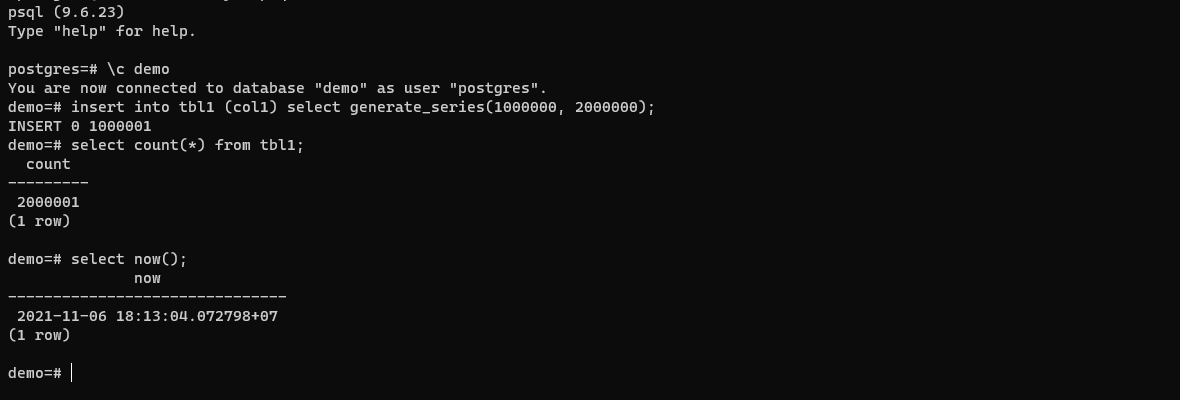 psql (9.6.23)
Type "help" for help.
postgres=# \c demo
You are now connected to database "demo" as user "postgres".
demo=# insert into tbl1 (col1) select generate_series(1000000, 2000000);
INSERT 0 1000001
demo=# select count(*) from tbl1;
  count
---------
 2000001
(1 row)
demo=# select now();
              now
-------------------------------
 2021-11-06 18:13:04.072798+07
(1 row)
demo=#